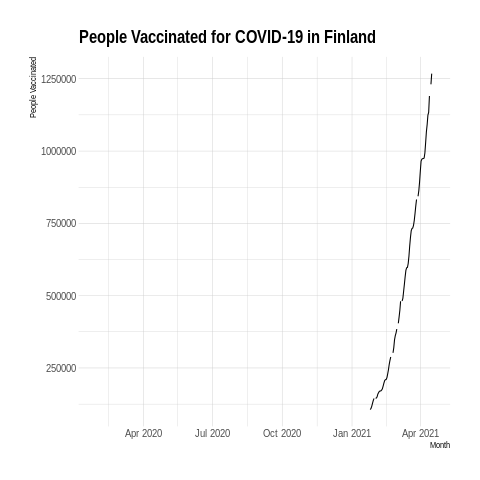 People Vaccinated for COVID-19 in Finland
People Vaccinated
1250000
1000000
750000
500000
250000
Apr 2020 Jul 2020 Oct 2020 Jan 2021 Apr 2021
Month